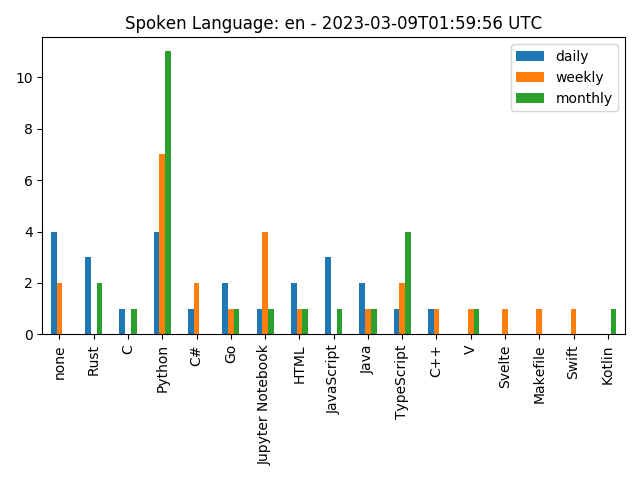 Spoken Language: en - 2023-03-09T01:59:56 UTC
daily
weekly
monthly
10
8
6
4
2
0
none
Rust
C
Python
C#
Go
Jupyter Notebook
HTML
JavaScript
Java
TypeScript
C++
V
Svelte
Makefile
Swift
Kotlin